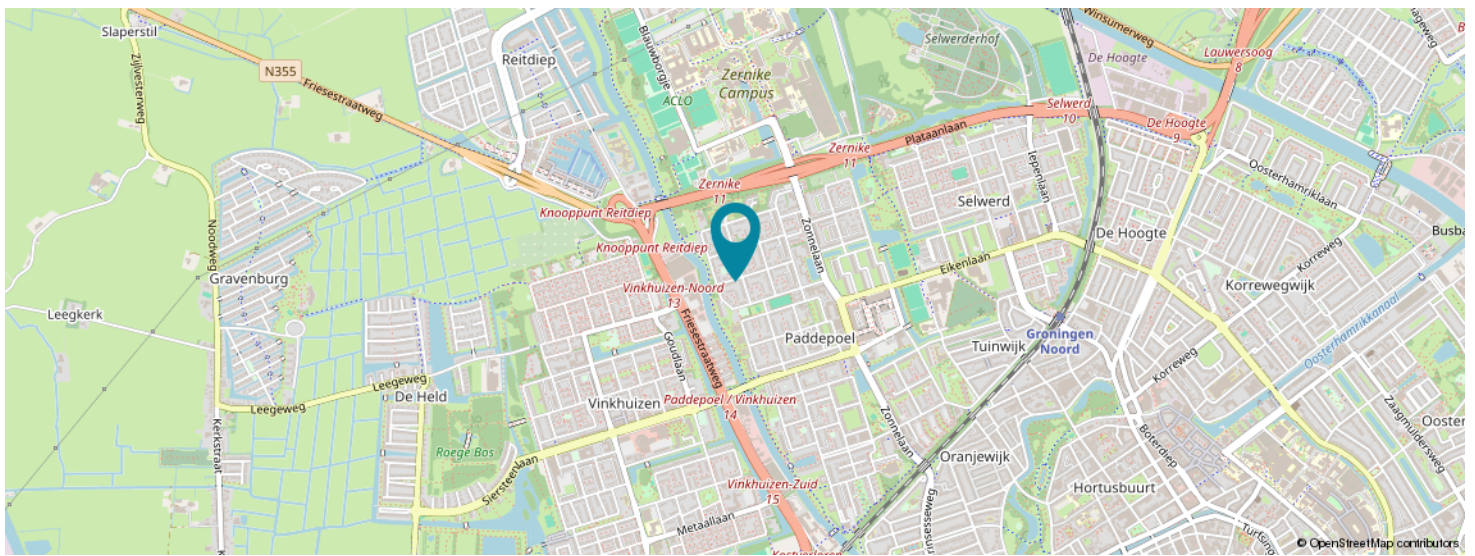 Slaperstil
Zijlvesterweg
N355
Friesestraatweg
Reitdiep
Blauwborgje
Zernike
Campus
ACLO
Selwerderhof
Winsumerweg
De Hoogte
Lauwersoog
8
Selwerd
10
De Hoogte
9
Plataanlaan
Zernike
11
Zernike
11
Iepenlaan
Oosterhamriklaan
Knooppunt Reitdiep
Selwerd
Zonnelaan
Noodweg
Knooppunt Reitdiep
De Hoogte
Korreweg
Busba
Gravenburg
Eikenlaan
Vinkhuizen-Noord
13
Korrewegwijk
Leegkerk
Friesestraatweg
Goudlaan
Paddepoel
Tuinwijk
Groningen
Noord
Oosterhamrikkanaal
Korreweg
Leegeweg
De Held
Leegeweg
Vinkhuizen
Paddepoel / Vinkhuizen
14
Zonnelaan
Zaagmuldersweg
Ooster
Kerkstraat
Roege Bos
Siersteenlaan
Boterdiep
Oranjewijk
Vinkhuizen-Zuid
15
Hortusbuurt
Metaallaan
Prinsesseweg
Turfsing
Kostverloren
© OpenStreetMap contributors